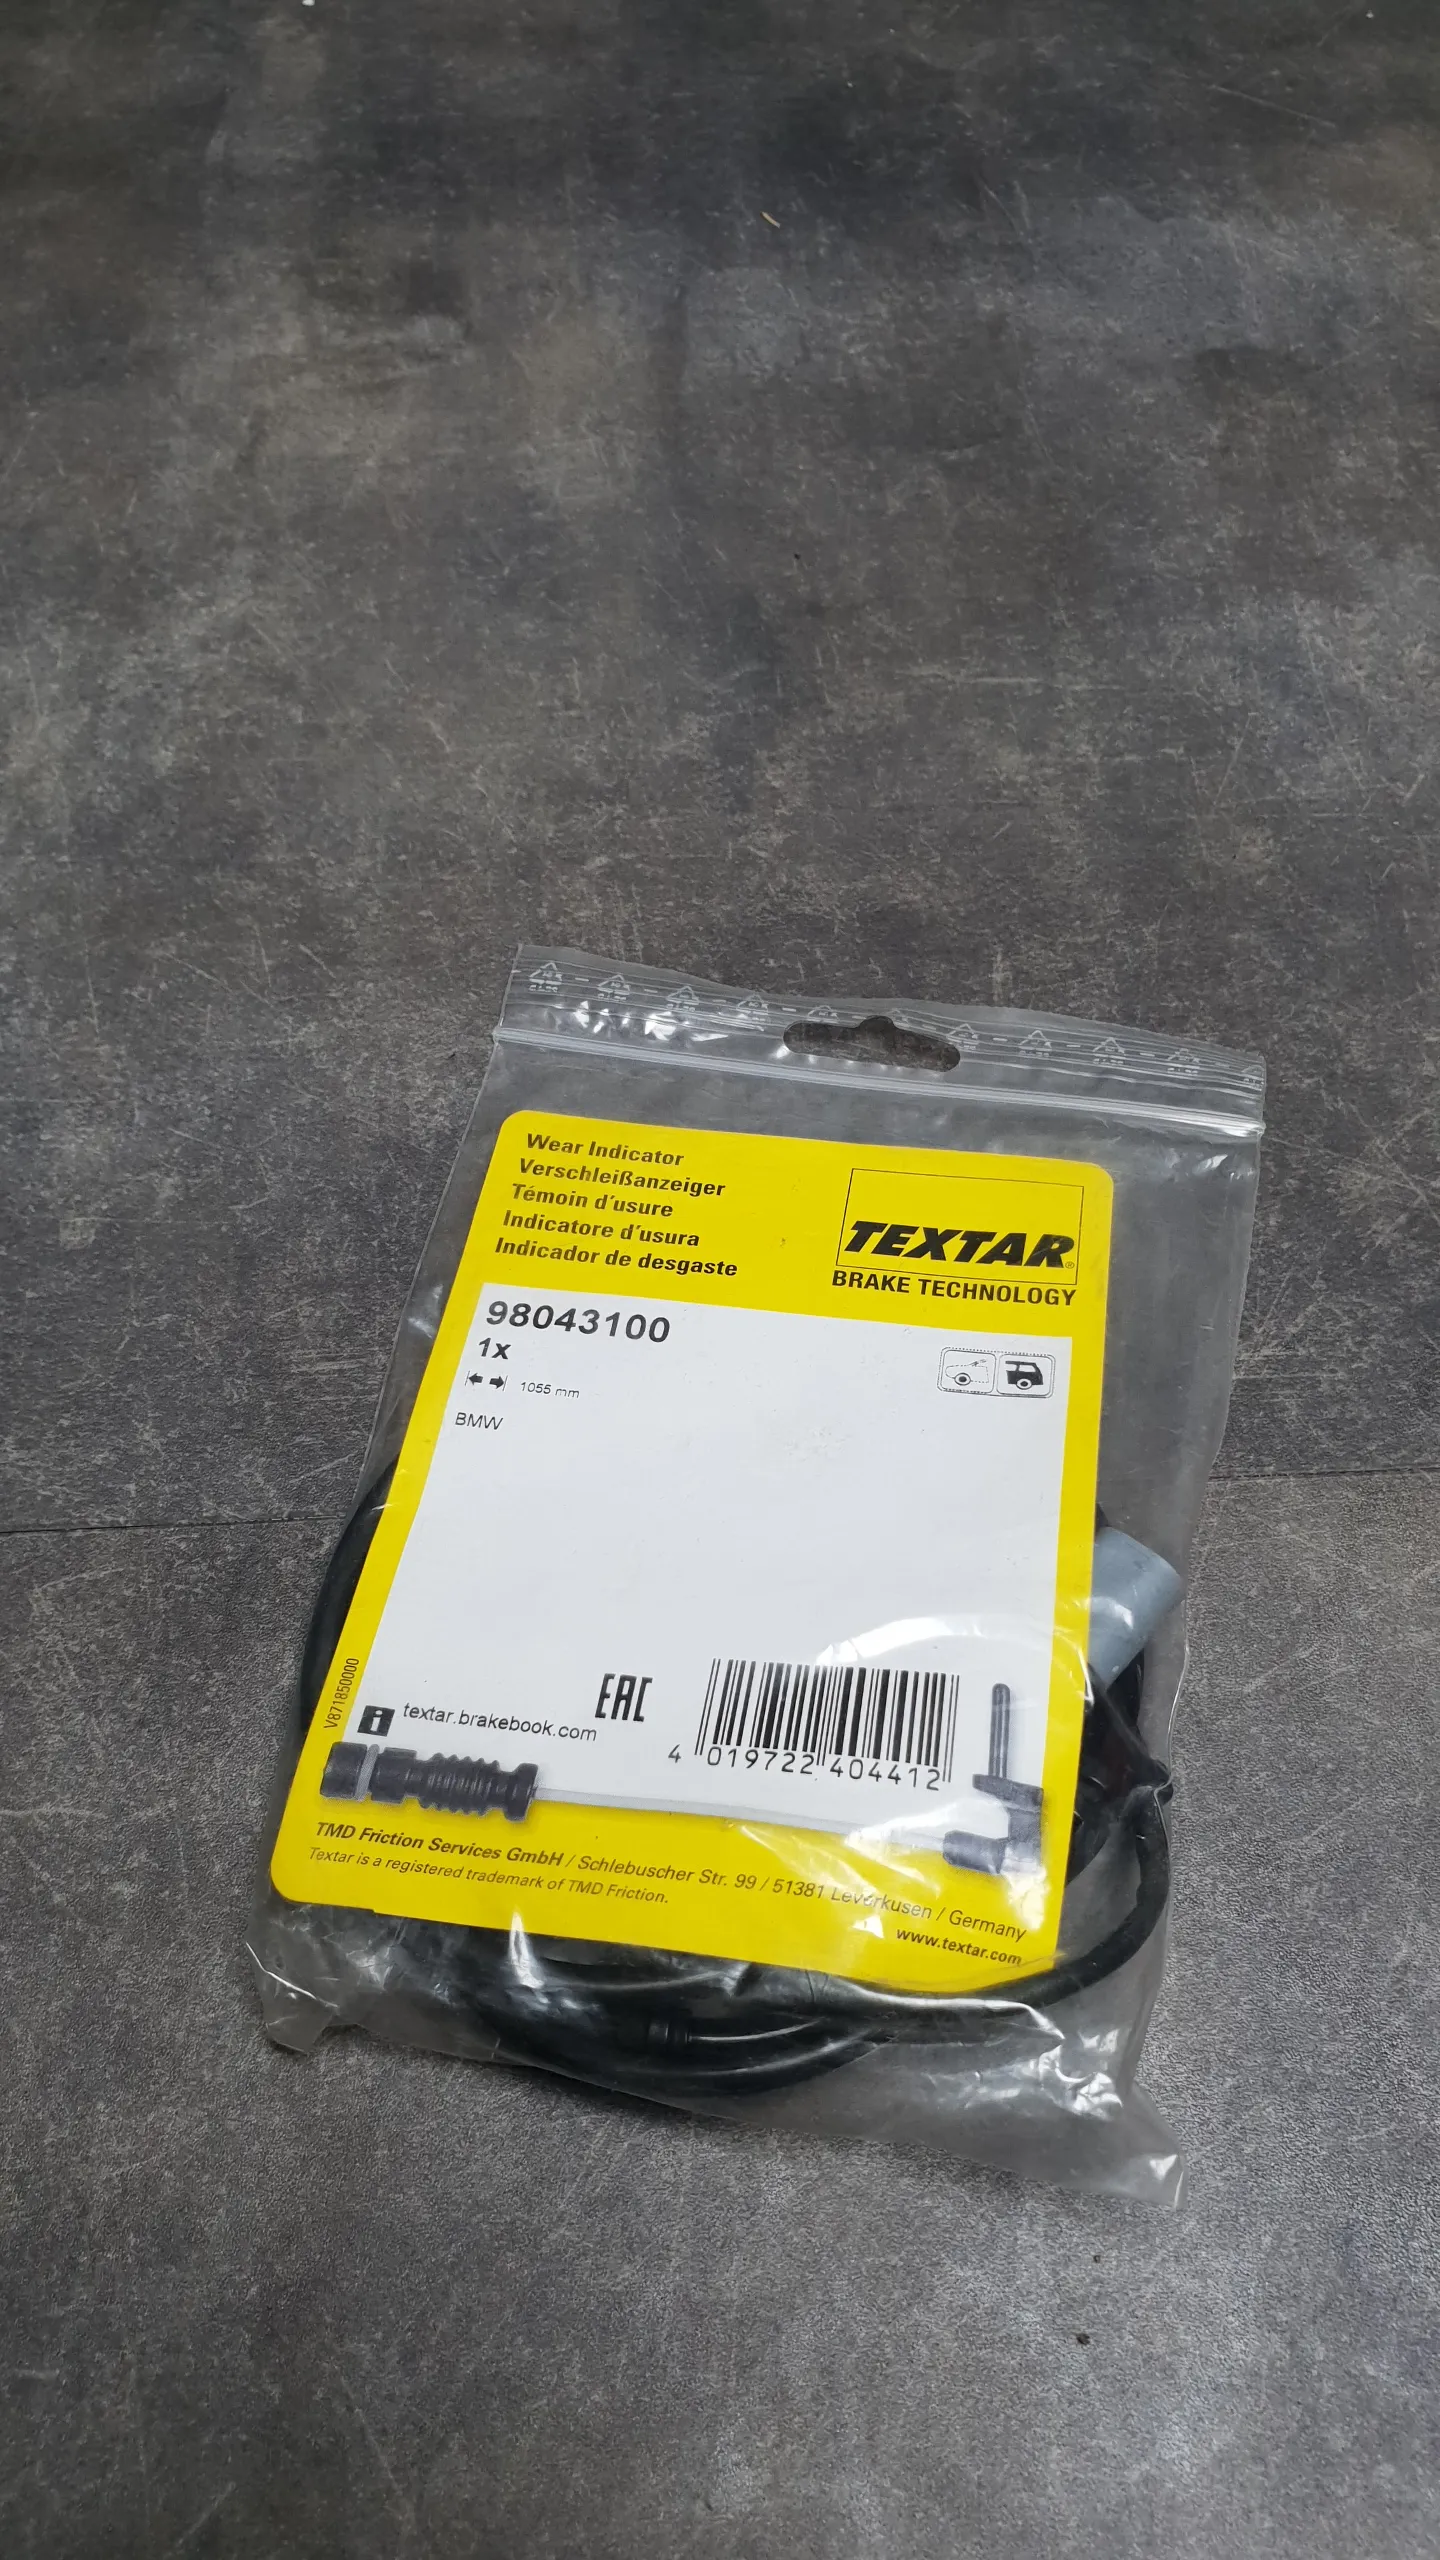 Wear Indicator
Verschleißanzeiger
Témoin d'usure
Indicatore d'usura
Indicador de desgaste
TEXTAR®
BRAKE TECHNOLOGY
98043100
1x
1055 mm
BMW
V871850000
i textar.brakebook.com
EAC
4 019722 404412
TMD Friction Services GmbH / Schlebuscher Str. 99 / 51381 Leverkusen / Germany
Textar is a registered trademark of TMD Friction.
www.textar.com